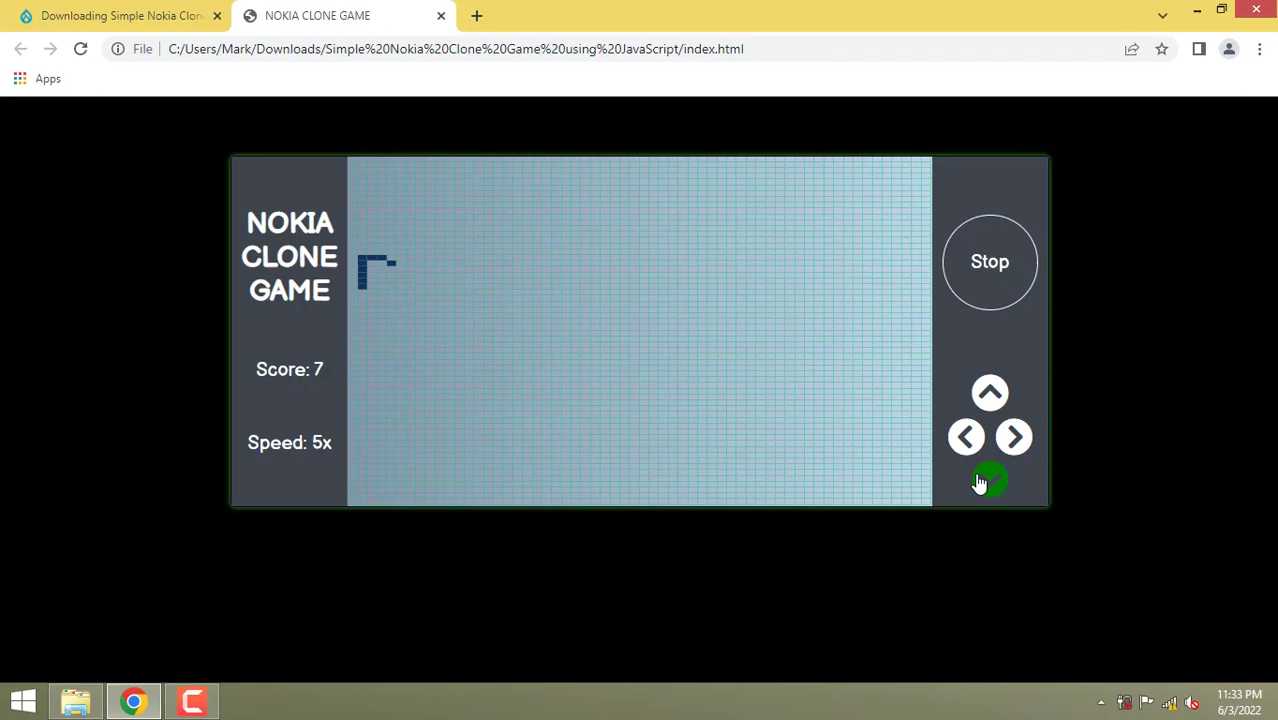 Downloading Simple Nokia Clon
NOKIA CLONE GAME
File
C:/Users/Mark/Downloads/Simple%20Nokia%20Clone%20Game%20using%20JavaScript/index.html
Apps
NOKIA
CLONE
GAME
Score: 7
Speed: 5x
Stop
11:33 PM
6/3/2022